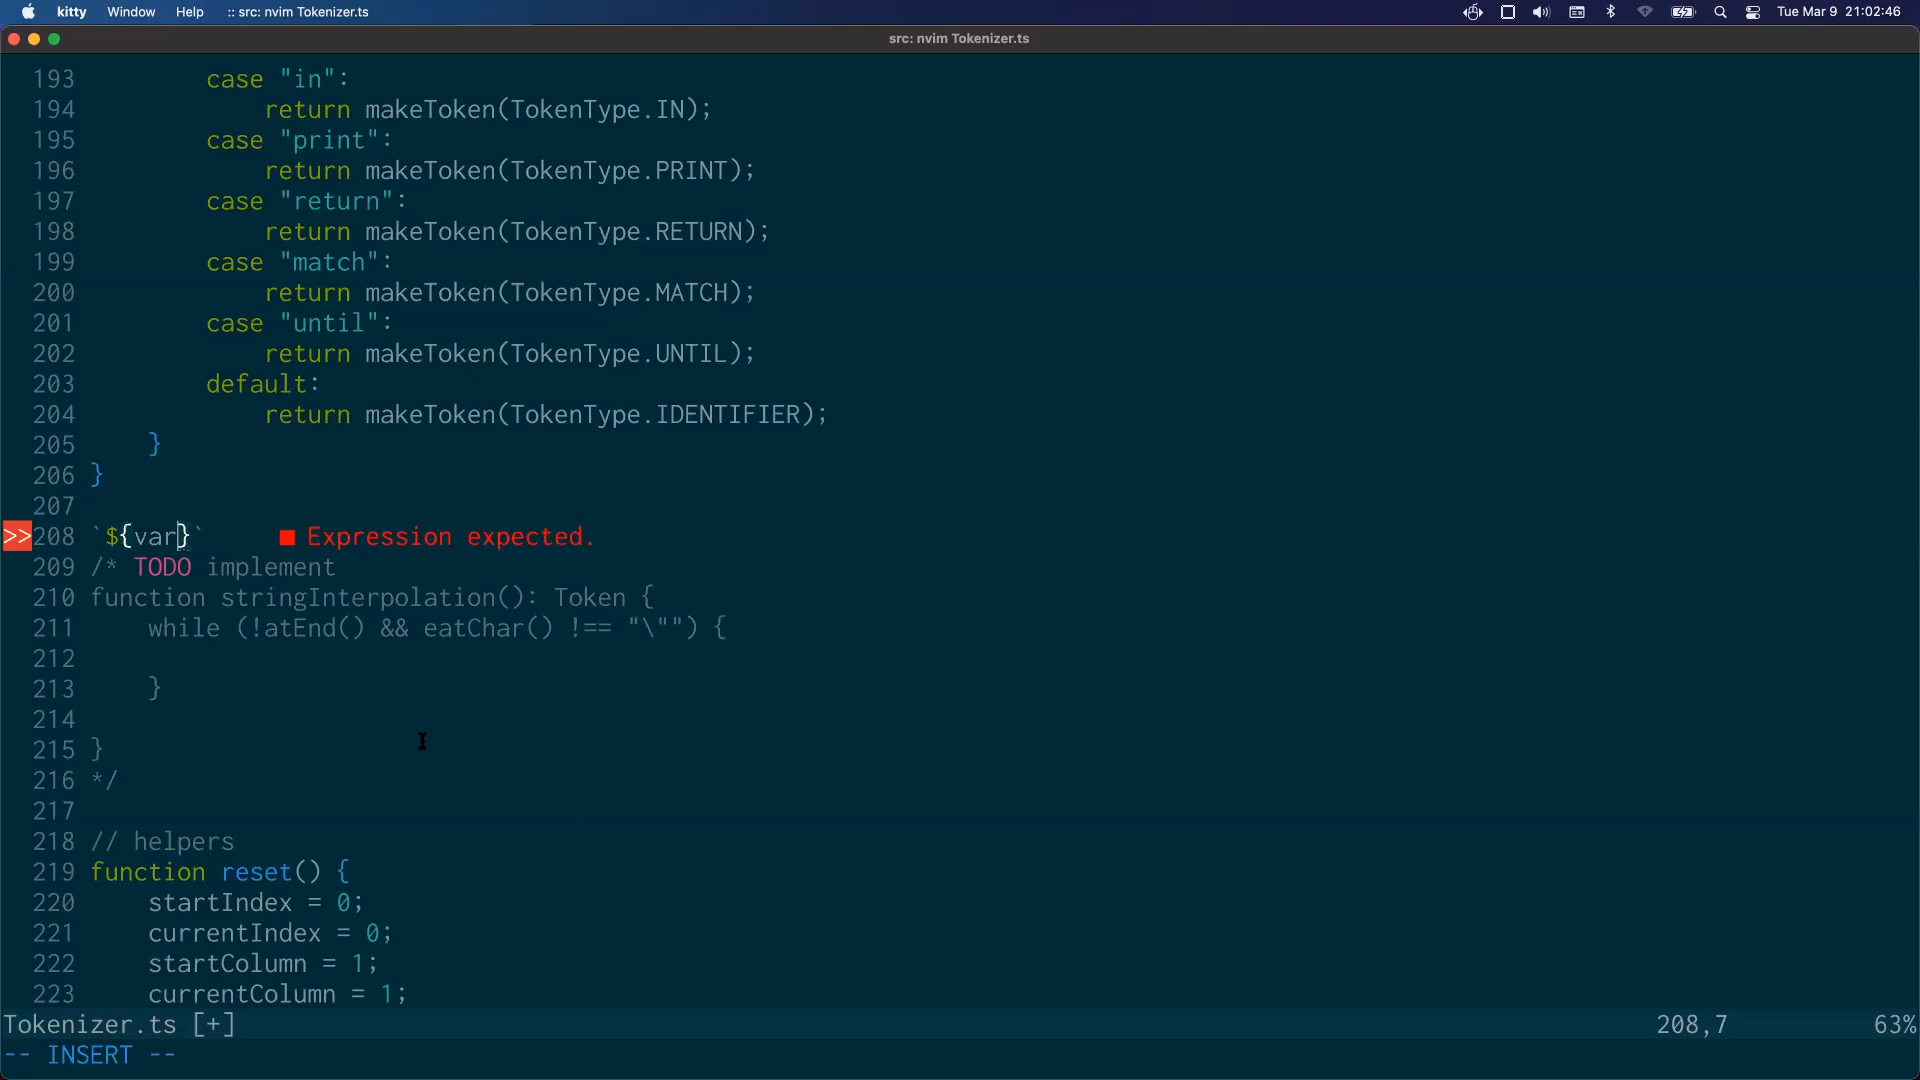 kitty Window Help :: src: nvim Tokenizer.ts Tue Mar 9 21:02:46
src: nvim Tokenizer.ts
193 case "in":
194 return makeToken(TokenType.IN);
195 case "print":
196 return makeToken(TokenType.PRINT);
197 case "return":
198 return makeToken(TokenType.RETURN);
199 case "match":
200 return makeToken(TokenType.MATCH);
201 case "until":
202 return makeToken(TokenType.UNTIL);
203 default:
204 return makeToken(TokenType.IDENTIFIER);
205 }
206 }
207
>>208 `${var}` ■ Expression expected.
209 /* TODO implement
210 function stringInterpolation(): Token {
211 while (!atEnd() && eatChar() !== "\"") {
212
213 }
214
215 }
216 */
217
218 // helpers
219 function reset() {
220 startIndex = 0;
221 currentIndex = 0;
222 startColumn = 1;
223 currentColumn = 1;
Tokenizer.ts [+] 208,7 63%
-- INSERT --